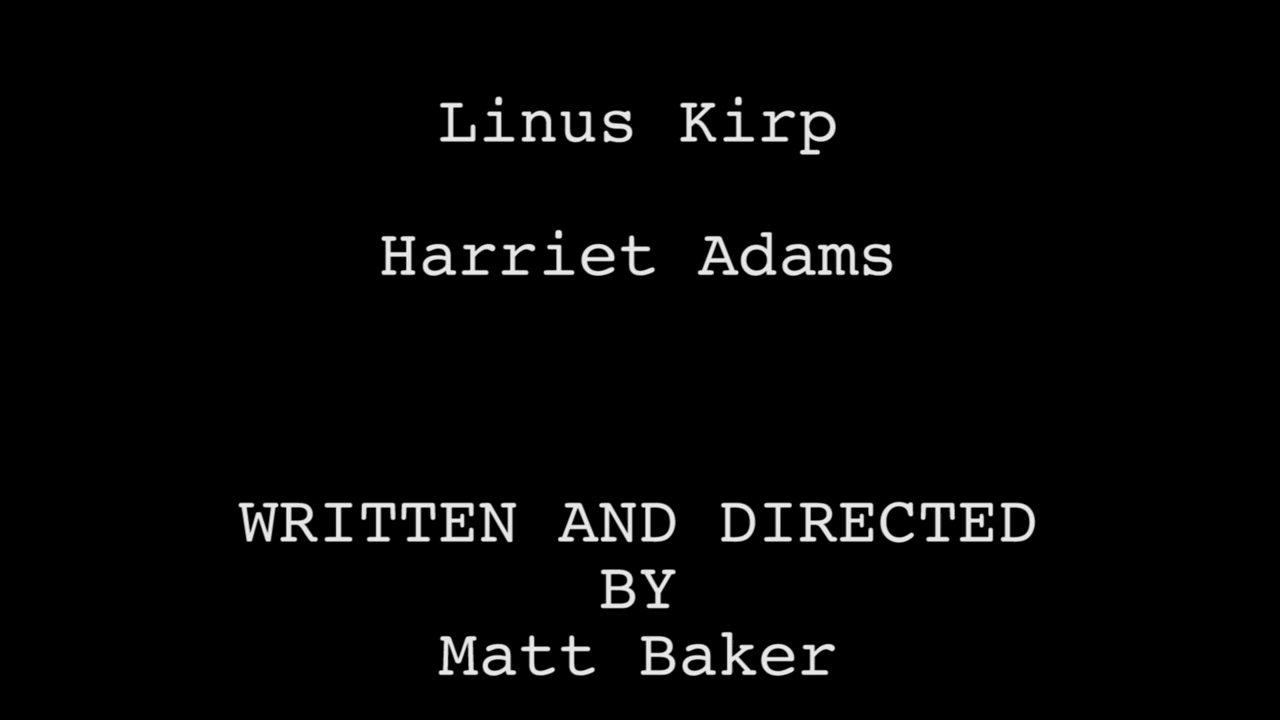 Linus Kirp
Harriet Adams
WRITTEN AND DIRECTED
BY
Matt Baker